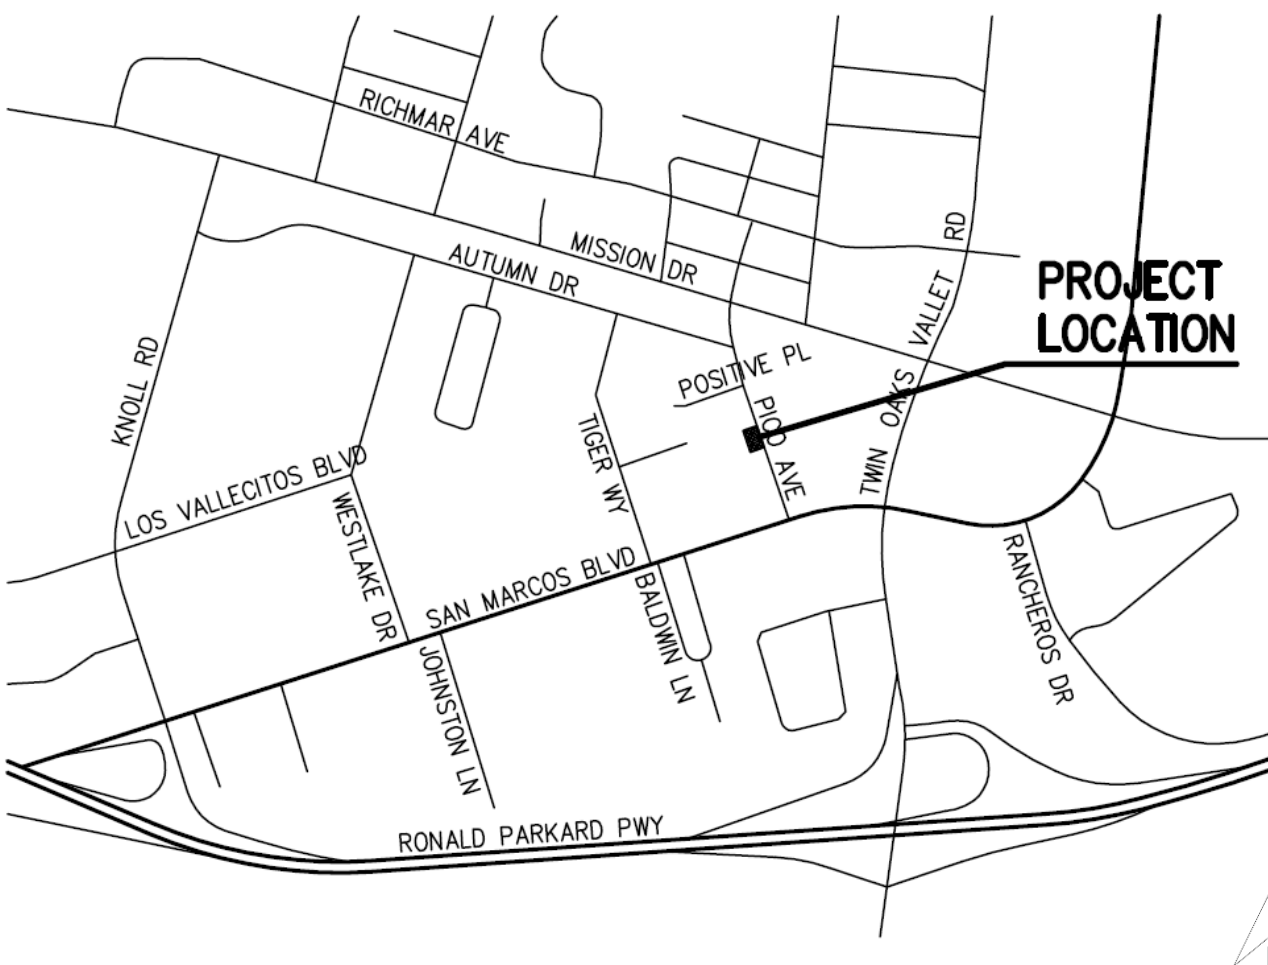 RICHMAR AVE
MISSION DR
AUTUMN DR
TWIN OAKS VALLET RD
PROJECT
LOCATION
KNOLL RD
POSITIVE PL
PICO AVE
TIGER WY
LOS VALLECITOS BLVD
WESTLAKE DR
SAN MARCOS BLVD
BALDWIN LN
RANCHEROS DR
JOHNSTON LN
RONALD PARKARD PWY